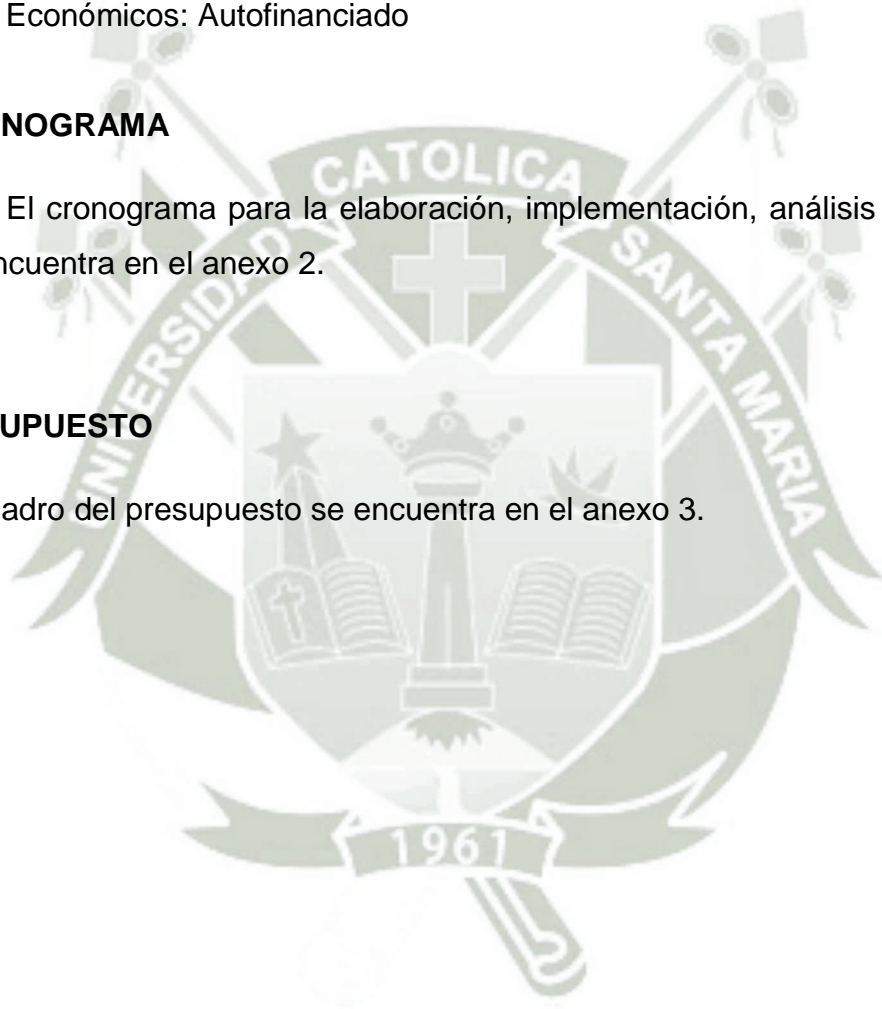 Económicos: Autofinanciado
NOGRAMA
El cronograma para la elaboración, implementación, análisis
ncuentra en el anexo 2.
UPUESTO
adro del presupuesto se encuentra en el anexo 3.
UNIVERSIDAD CATOLICA SANTA MARIA
1961